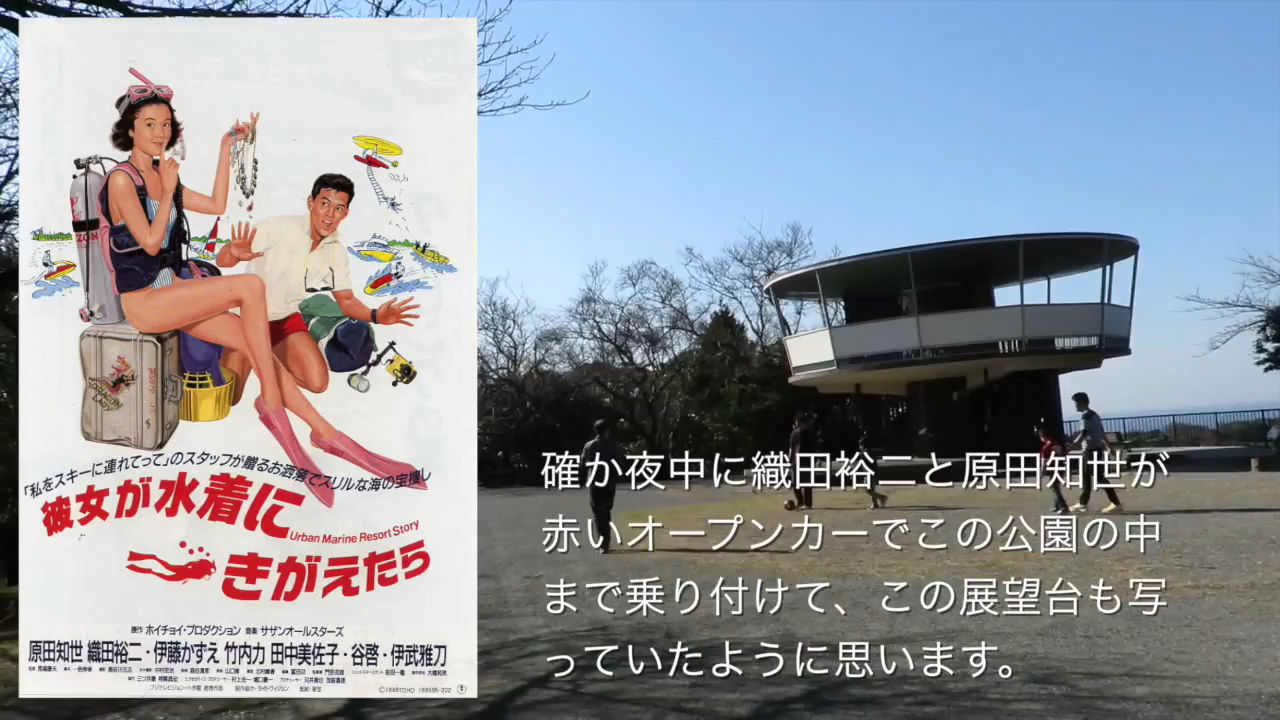 「私をスキーに連れてって」のスタッフが贈るお洒落でスリルな海の宝捜し
彼女が水着に
Urban Marine Resort Story
きがえたら
原作 ホイチョイ・プロダクション 音楽 サザンオールスターズ
原田知世 織田裕二・伊藤かずえ 竹内力 田中美佐子・谷啓・伊武雅刀
確か夜中に織田裕二と原田知世が
赤いオープンカーでこの公園の中
まで乗り付けて、この展望台も写
っていたように思います。